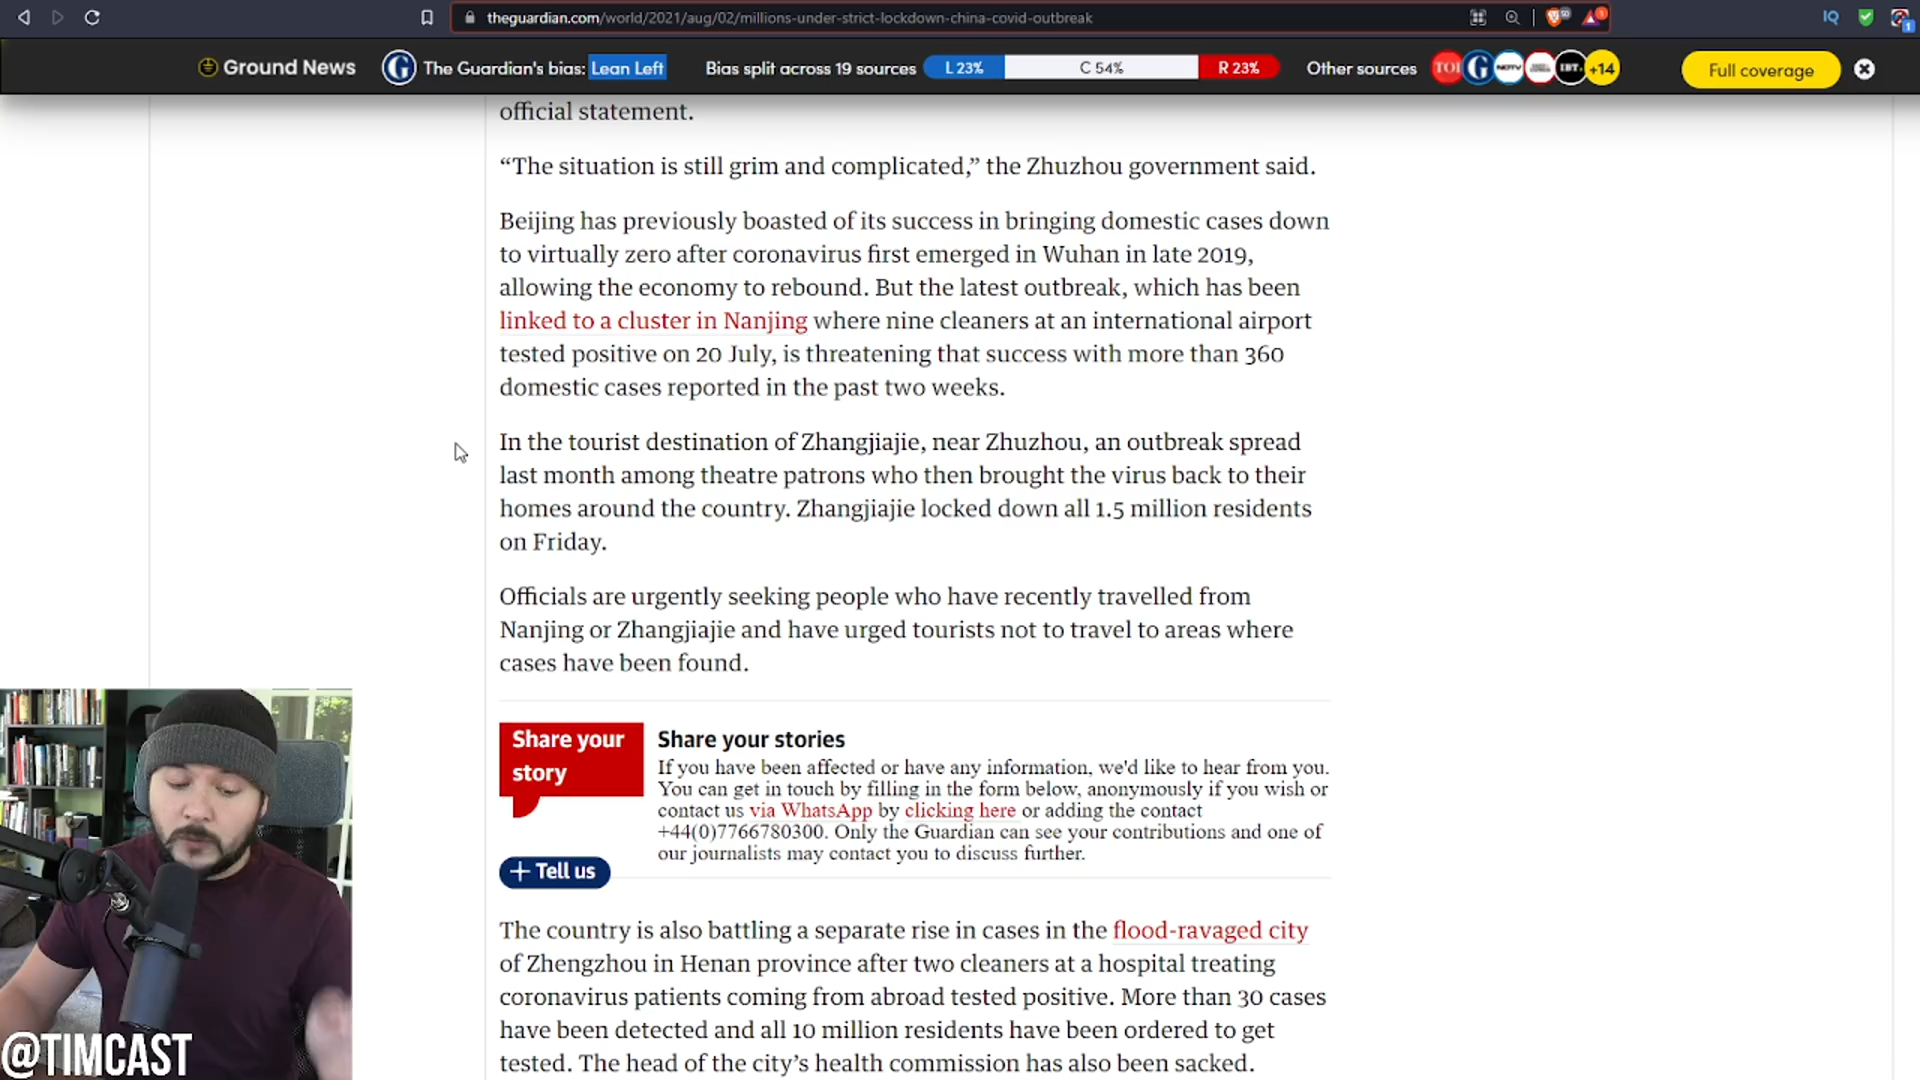 theguardian.com/world/2021/aug/02/millions-under-strict-lockdown-china-covid-outbreak
IQ
Ground News
G The Guardian's bias: Lean Left
Bias split across 19 sources
L 23%
C 54%
R 23%
Other sources
TOI
G
NDTV
IBT.
+14
Full coverage
official statement.
“The situation is still grim and complicated,” the Zhuzhou government said.
Beijing has previously boasted of its success in bringing domestic cases down
to virtually zero after coronavirus first emerged in Wuhan in late 2019,
allowing the economy to rebound. But the latest outbreak, which has been
linked to a cluster in Nanjing where nine cleaners at an international airport
tested positive on 20 July, is threatening that success with more than 360
domestic cases reported in the past two weeks.
In the tourist destination of Zhangjiajie, near Zhuzhou, an outbreak spread
last month among theatre patrons who then brought the virus back to their
homes around the country. Zhangjiajie locked down all 1.5 million residents
on Friday.
Officials are urgently seeking people who have recently travelled from
Nanjing or Zhangjiajie and have urged tourists not to travel to areas where
cases have been found.
Share your
story
Share your stories
If you have been affected or have any information, we'd like to hear from you.
You can get in touch by filling in the form below, anonymously if you wish or
contact us via WhatsApp by clicking here or adding the contact
+44(0)7766780300. Only the Guardian can see your contributions and one of
our journalists may contact you to discuss further.
+ Tell us
The country is also battling a separate rise in cases in the flood-ravaged city
of Zhengzhou in Henan province after two cleaners at a hospital treating
coronavirus patients coming from abroad tested positive. More than 30 cases
have been detected and all 10 million residents have been ordered to get
tested. The head of the city’s health commission has also been sacked.
@TIMCAST